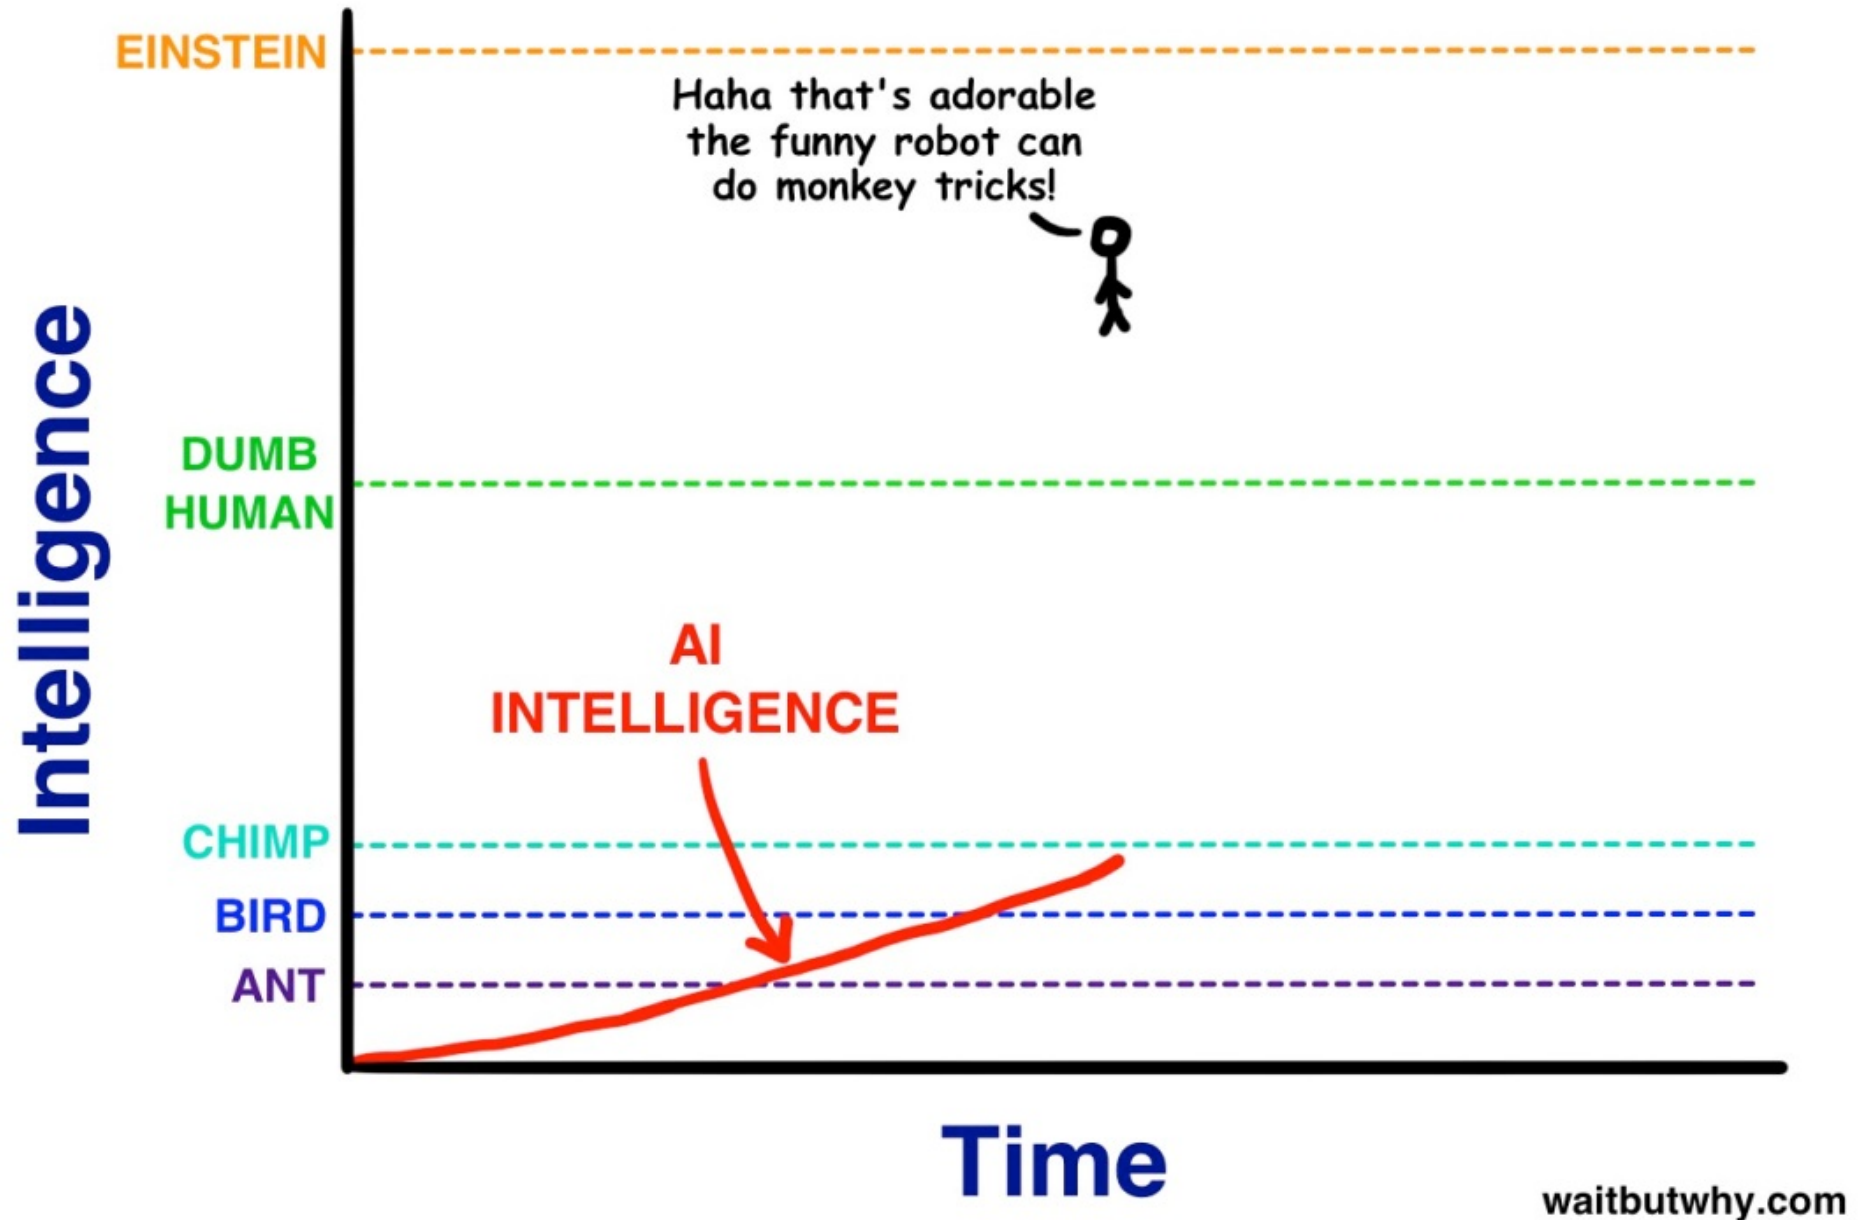 EINSTEIN
Haha that's adorable
the funny robot can
do monkey tricks!
Intelligence
DUMB
HUMAN
AI
INTELLIGENCE
CHIMP
BIRD
ANT
Time
waitbutwhy.com